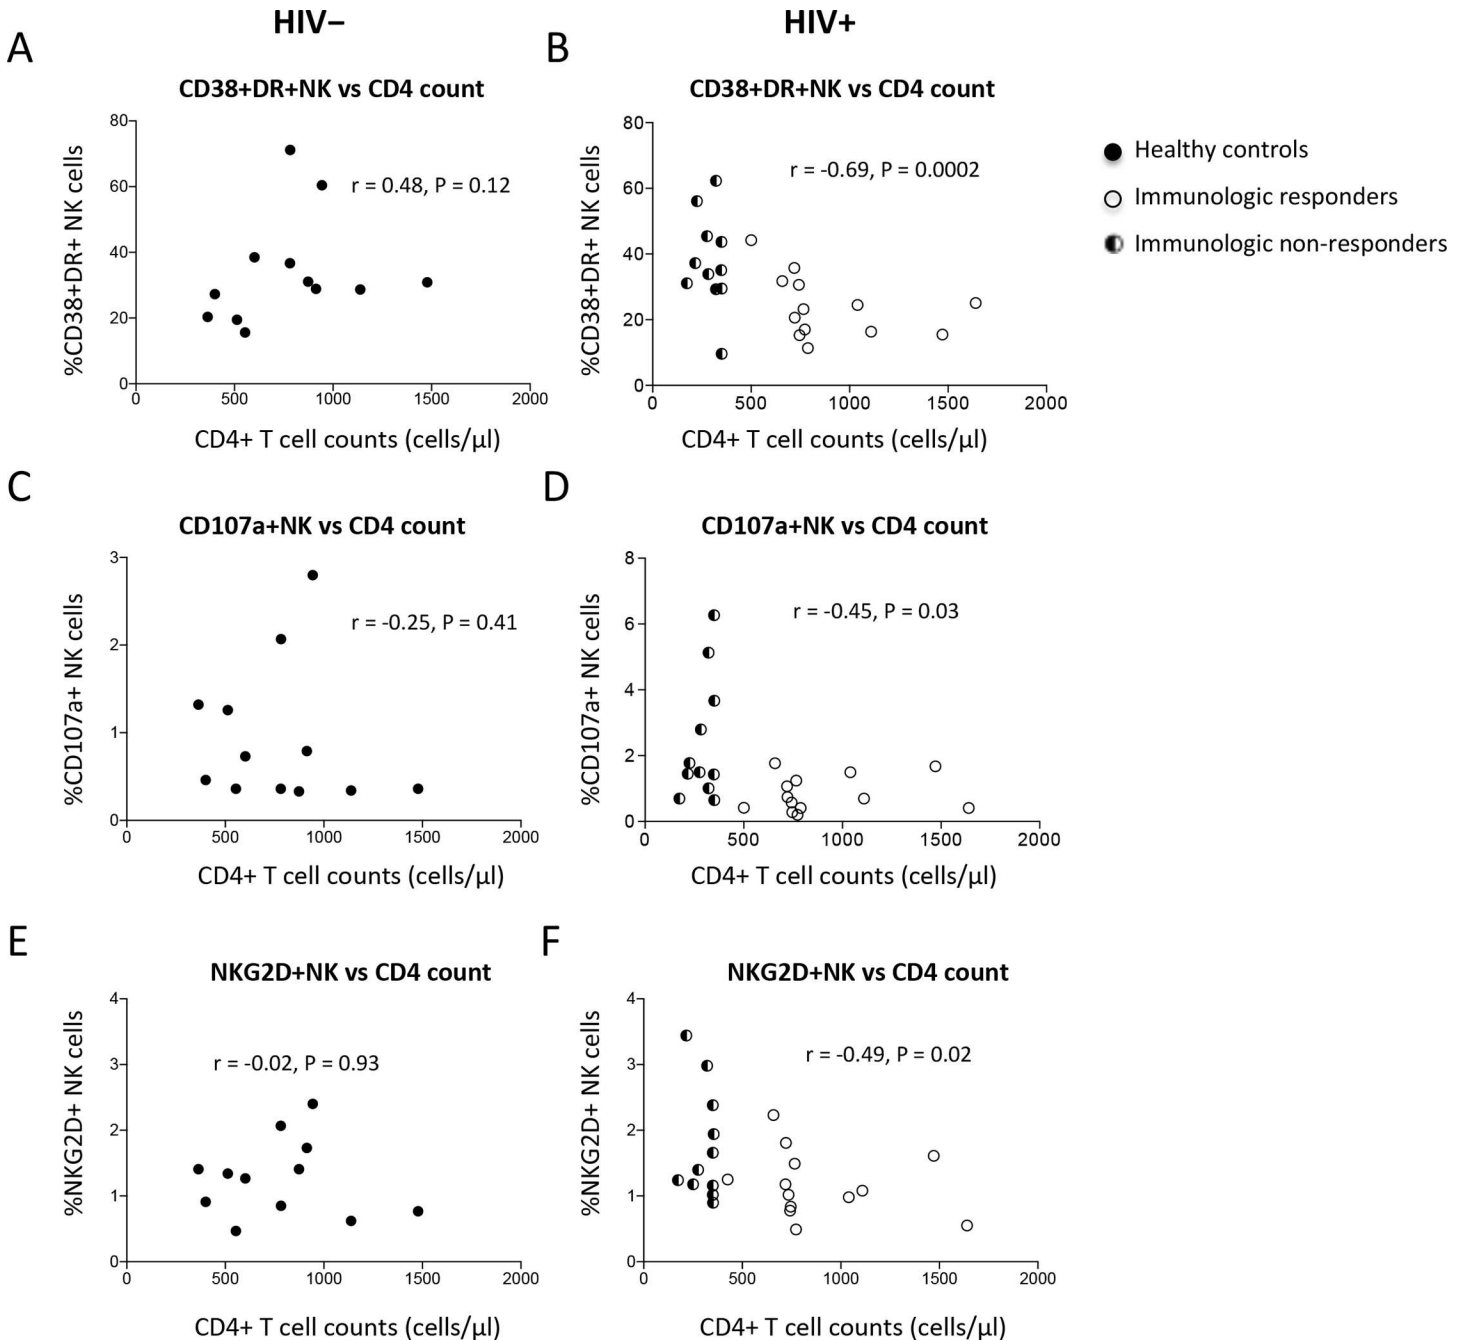 HIV− HIV+
A B
CD38+DR+NK vs CD4 count
%CD38+DR+ NK cells
80
60
40
20
0
r = 0.48, P = 0.12
0 500 1000 1500 2000
CD4+ T cell counts (cells/µl)
CD38+DR+NK vs CD4 count
%CD38+DR+ NK cells
80
60
40
20
0
r = -0.69, P = 0.0002
0 500 1000 1500 2000
CD4+ T cell counts (cells/µl)
Healthy controls
Immunologic responders
Immunologic non-responders
C D
CD107a+NK vs CD4 count
%CD107a+ NK cells
3
2
1
0
r = -0.25, P = 0.41
0 500 1000 1500 2000
CD4+ T cell counts (cells/µl)
CD107a+NK vs CD4 count
%CD107a+ NK cells
8
6
4
2
0
r = -0.45, P = 0.03
0 500 1000 1500 2000
CD4+ T cell counts (cells/µl)
E F
NKG2D+NK vs CD4 count
%NKG2D+ NK cells
4
3
2
1
0
r = -0.02, P = 0.93
0 500 1000 1500 2000
CD4+ T cell counts (cells/µl)
NKG2D+NK vs CD4 count
%NKG2D+ NK cells
4
3
2
1
0
r = -0.49, P = 0.02
0 500 1000 1500 2000
CD4+ T cell counts (cells/µl)